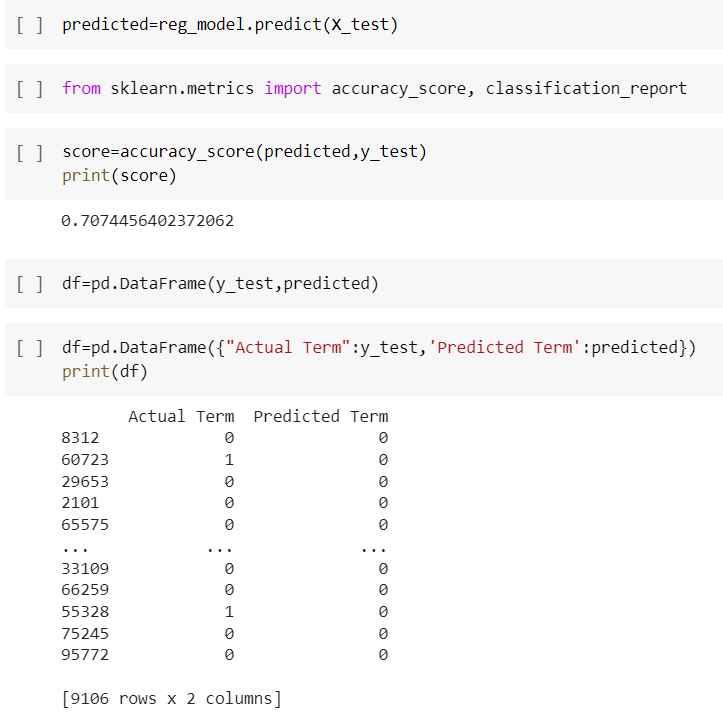 [ ] predicted=reg_model.predict(X_test)
[ ] from sklearn.metrics import accuracy_score, classification_report
[ ] score=accuracy_score(predicted,y_test)
print(score)
0.7074456402372062
[ ] df=pd.DataFrame(y_test,predicted)
[ ] df=pd.DataFrame({"Actual Term":y_test,'Predicted Term':predicted})
print(df)
Actual Term Predicted Term
8312 0 0
60723 1 0
29653 0 0
2101 0 0
65575 0 0
... ... ...
33109 0 0
66259 0 0
55328 1 0
75245 0 0
95772 0 0
[9106 rows x 2 columns]